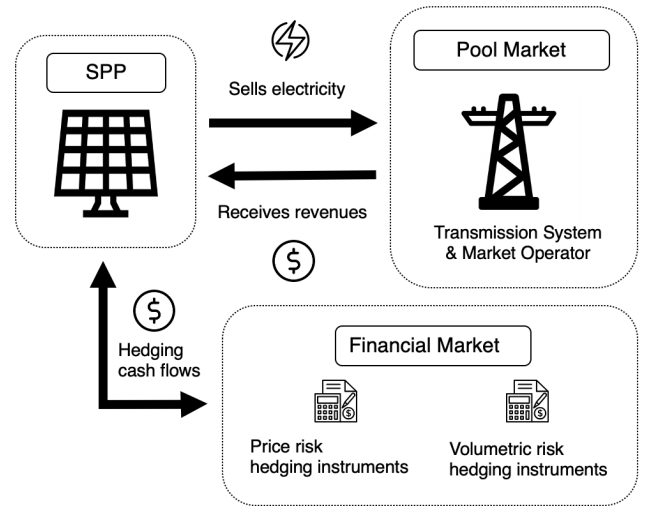 SPP
Sells electricity
Receives revenues
$
Pool Market
Transmission System
& Market Operator
$
Hedging
cash flows
Financial Market
$
Price risk
hedging instruments
$
Volumetric risk
hedging instruments